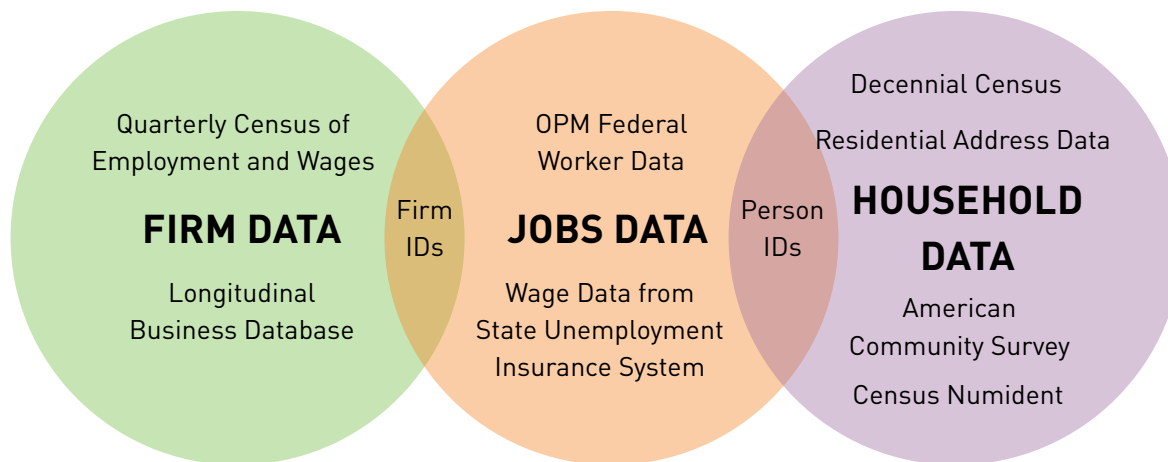 Quarterly Census of
Employment and Wages
FIRM DATA
Longitudinal
Business Database
Firm
IDs
OPM Federal
Worker Data
JOBS DATA
Wage Data from
State Unemployment
Insurance System
Person
IDs
Decennial Census
Residential Address Data
HOUSEHOLD
DATA
American
Community Survey
Census Numident